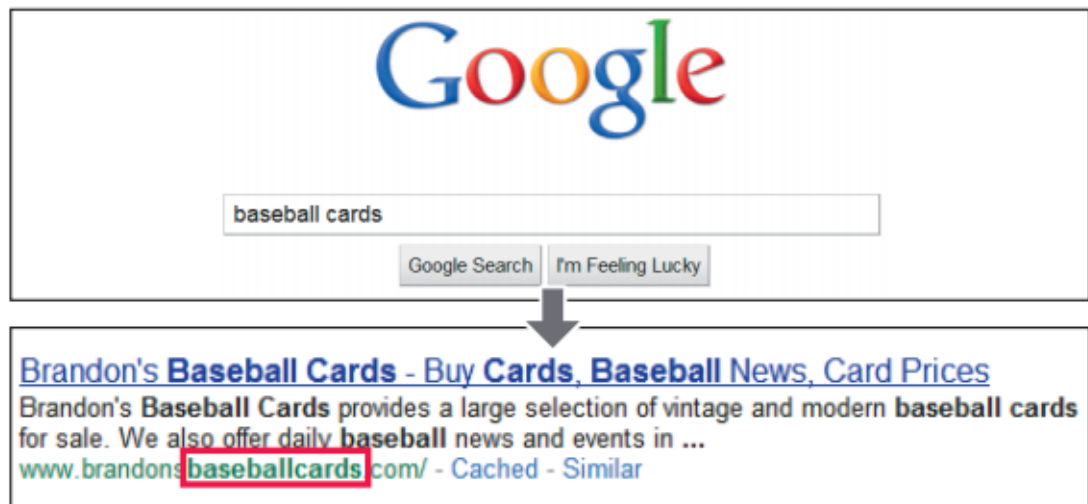 Google
baseball cards
Google Search I'm Feeling Lucky
Brandon's Baseball Cards - Buy Cards, Baseball News, Card Prices
Brandon's Baseball Cards provides a large selection of vintage and modern baseball cards
for sale. We also offer daily baseball news and events in ...
www.brandonsbaseballcards.com/ - Cached - Similar